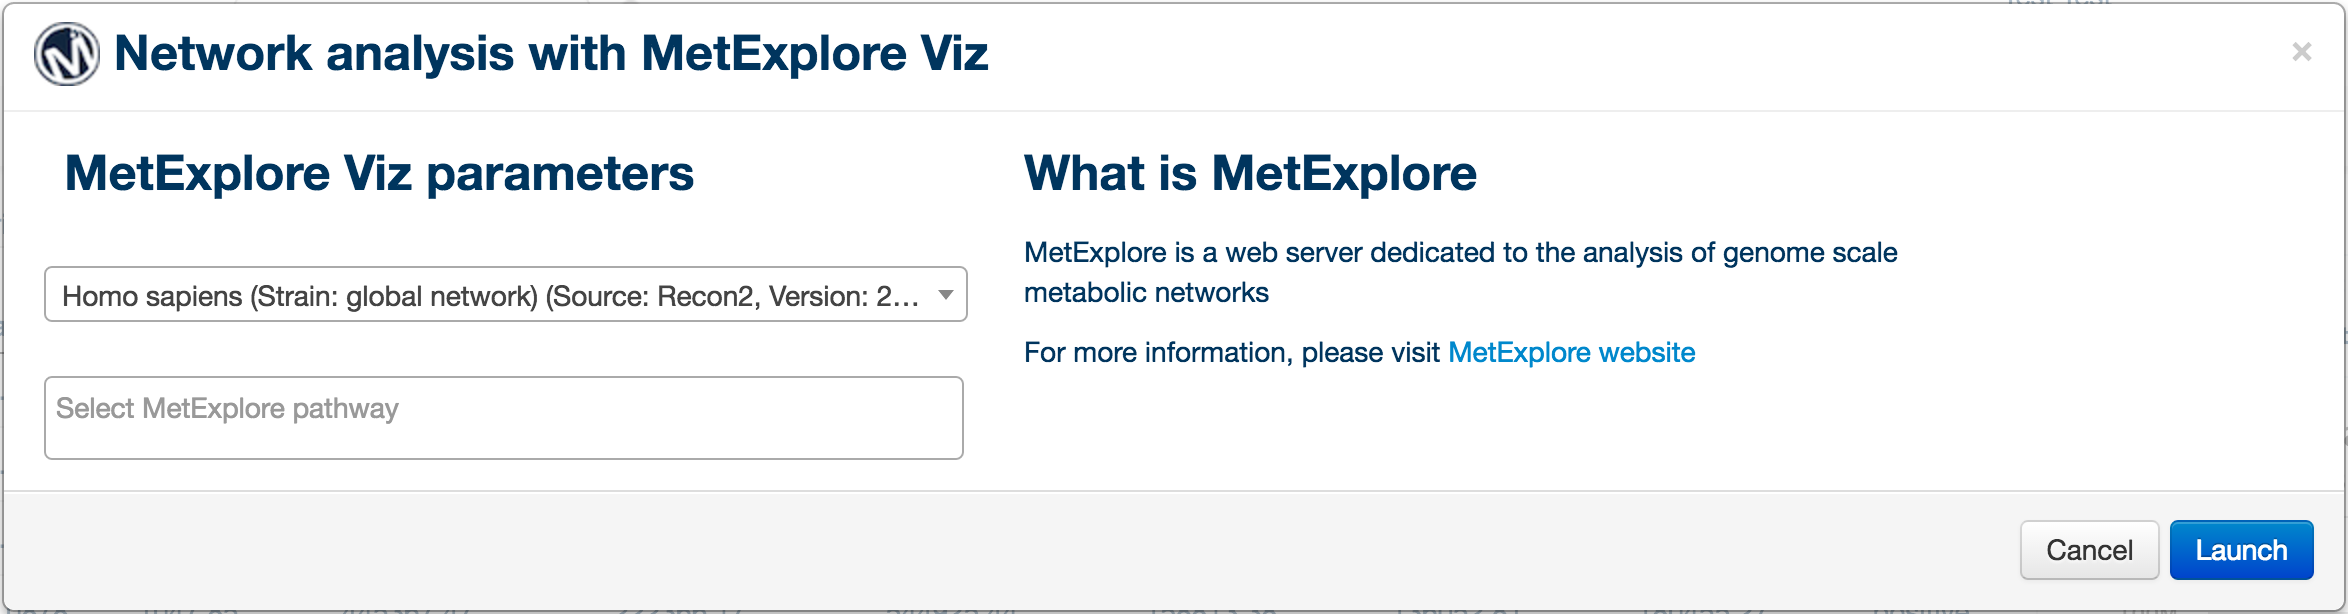 Network analysis with MetExplore Viz
×
MetExplore Viz parameters
Homo sapiens (Strain: global network) (Source: Recon2, Version: 2...
Select MetExplore pathway
What is MetExplore
MetExplore is a web server dedicated to the analysis of genome scale
metabolic networks
For more information, please visit MetExplore website
Cancel
Launch